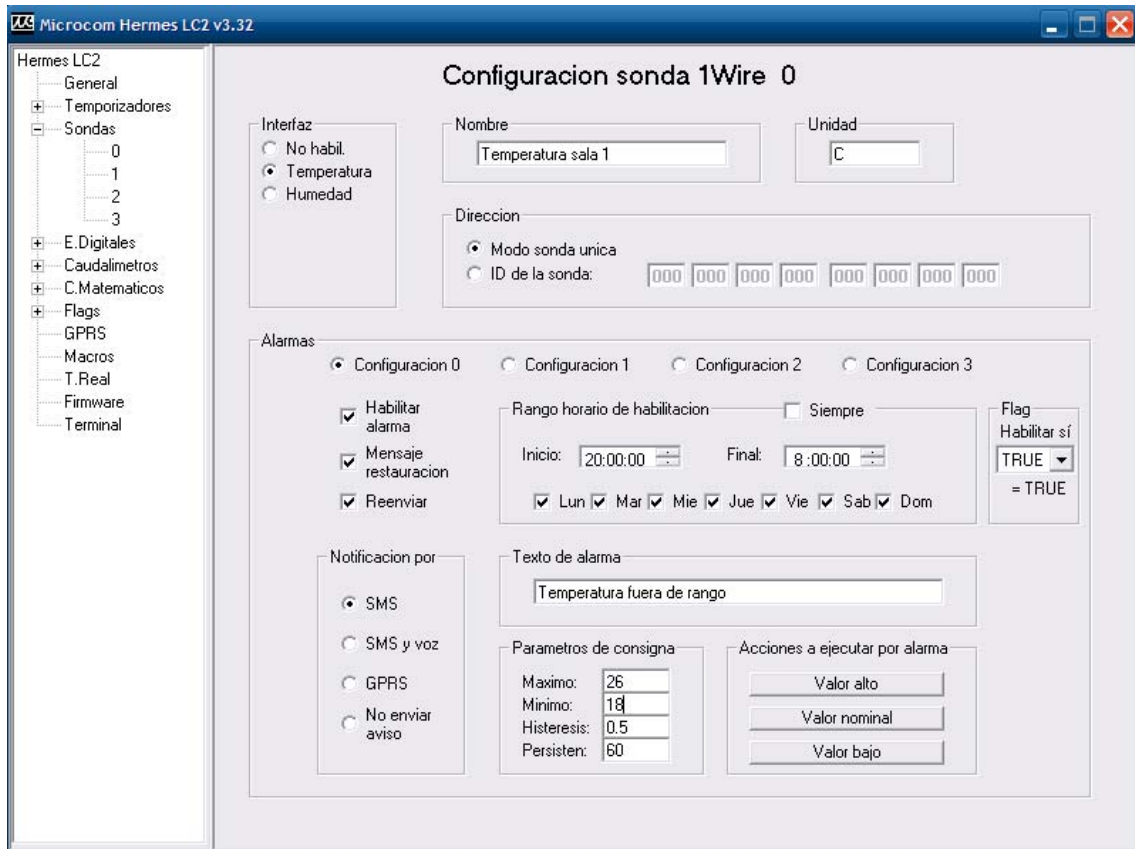 Microcom Hermes LC2 v3.32
Hermes LC2
General
Temporizadores
Sondas
0
1
2
3
E.Digitales
Caudalimetros
C.Matematicos
Flags
GPRS
Macros
T.Real
Firmware
Terminal
Configuracion sonda 1Wire 0
Interfaz
No habil.
Temperatura
Humedad
Nombre
Temperatura sala 1
Unidad
C
Direccion
Modo sonda unica
ID de la sonda: 000 000 000 000 000 000 000 000
Alarmas
Configuracion 0 Configuracion 1 Configuracion 2 Configuracion 3
Habilitar
alarma
Mensaje
restauracion
Reenviar
Rango horario de habilitacion Siempre
Inicio: 20:00:00 Final: 8:00:00
Lun Mar Mie Jue Vie Sab Dom
Flag
Habilitar sí
TRUE
= TRUE
Notificacion por
SMS
SMS y voz
GPRS
No enviar
aviso
Texto de alarma
Temperatura fuera de rango
Parametros de consigna
Maximo: 26
Minimo: 18
Histeresis: 0.5
Persisten: 60
Acciones a ejecutar por alarma
Valor alto
Valor nominal
Valor bajo